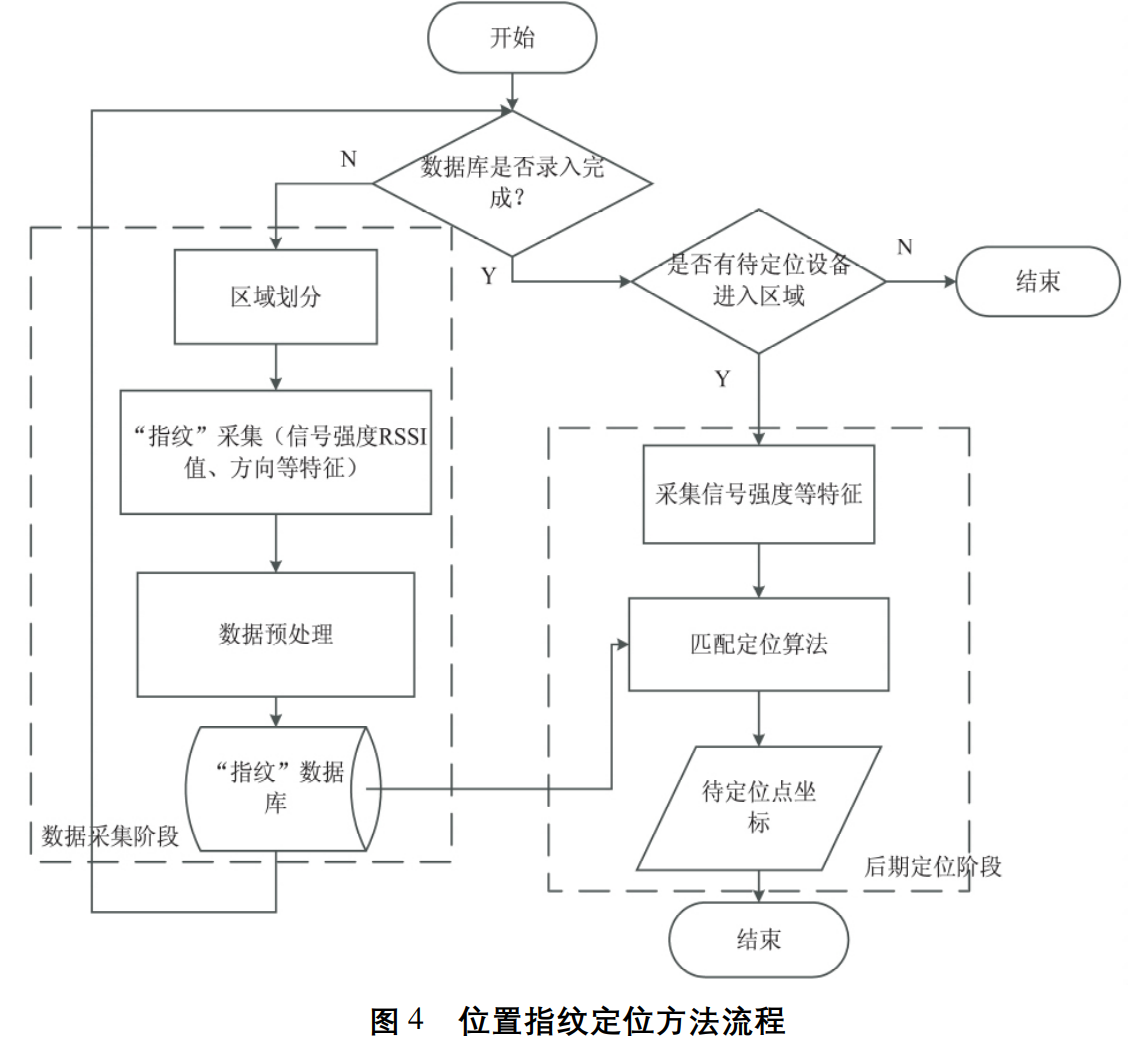 开始
N
数据库是否录入完
成？
Y
是否有待定位设备
进入区域
N
结束
Y
区域划分
“指纹”采集（信号强度RSSI
值、方向等特征）
数据预处理
“指纹”数据
库
数据采集阶段
采集信号强度等特征
匹配定位算法
待定位点坐
标
后期定位阶段
结束
图 4 位置指纹定位方法流程